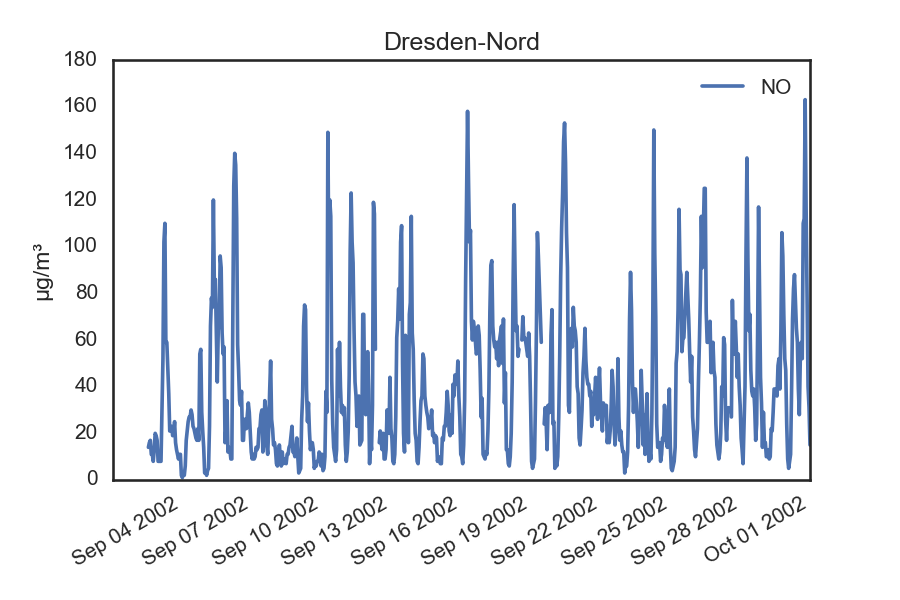 Dresden-Nord
µg/m³
180
160
140
120
100
80
60
40
20
0
NO
Sep 04 2002
Sep 07 2002
Sep 10 2002
Sep 13 2002
Sep 16 2002
Sep 19 2002
Sep 22 2002
Sep 25 2002
Sep 28 2002
Oct 01 2002